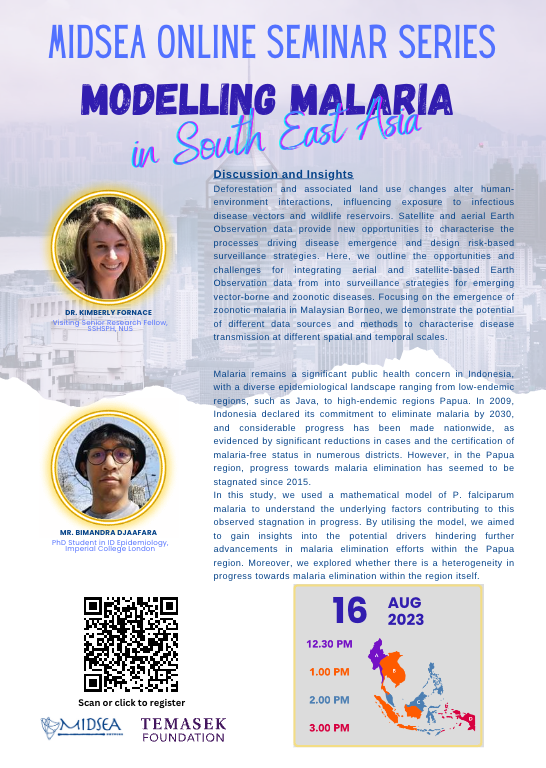 MIDSEA ONLINE SEMINAR SERIES
MODELLING MALARIA
in South East Asia
Discussion and Insights
Deforestation and associated land use changes alter human-
environment interactions, influencing exposure to infectious
disease vectors and wildlife reservoirs. Satellite and aerial Earth
Observation data provide new opportunities to characterise the
processes driving disease emergence and design risk-based
surveillance strategies. Here, we outline the opportunities and
challenges for integrating aerial and satellite-based Earth
Observation data from into surveillance strategies for emerging
vector-borne and zoonotic diseases. Focusing on the emergence of
zoonotic malaria in Malaysian Borneo, we demonstrate the potential
of different data sources and methods to characterise disease
transmission at different spatial and temporal scales.
DR. KIMBERLY FORNACE
Visiting Senior Research Fellow,
SSHSPH, NUS
Malaria remains a significant public health concern in Indonesia,
with a diverse epidemiological landscape ranging from low-endemic
regions, such as Java, to high-endemic regions Papua. In 2009,
Indonesia declared its commitment to eliminate malaria by 2030,
and considerable progress has been made nationwide, as
evidenced by significant reductions in cases and the certification of
malaria-free status in numerous districts. However, in the Papua
region, progress towards malaria elimination has seemed to be
stagnated since 2015.
In this study, we used a mathematical model of P. falciparum
malaria to understand the underlying factors contributing to this
observed stagnation in progress. By utilising the model, we aimed
to gain insights into the potential drivers hindering further
advancements in malaria elimination efforts within the Papua
region. Moreover, we explored whether there is a heterogeneity in
progress towards malaria elimination within the region itself.
MR. BIMANDRA DJAAFARA
PhD Student in ID Epidemiology,
Imperial College London
16 AUG
2023
12.30 PM
1.00 PM
2.00 PM
3.00 PM
A
B
C
D
Scan or click to register
MIDSEA
NETWORK
TEMASEK
FOUNDATION